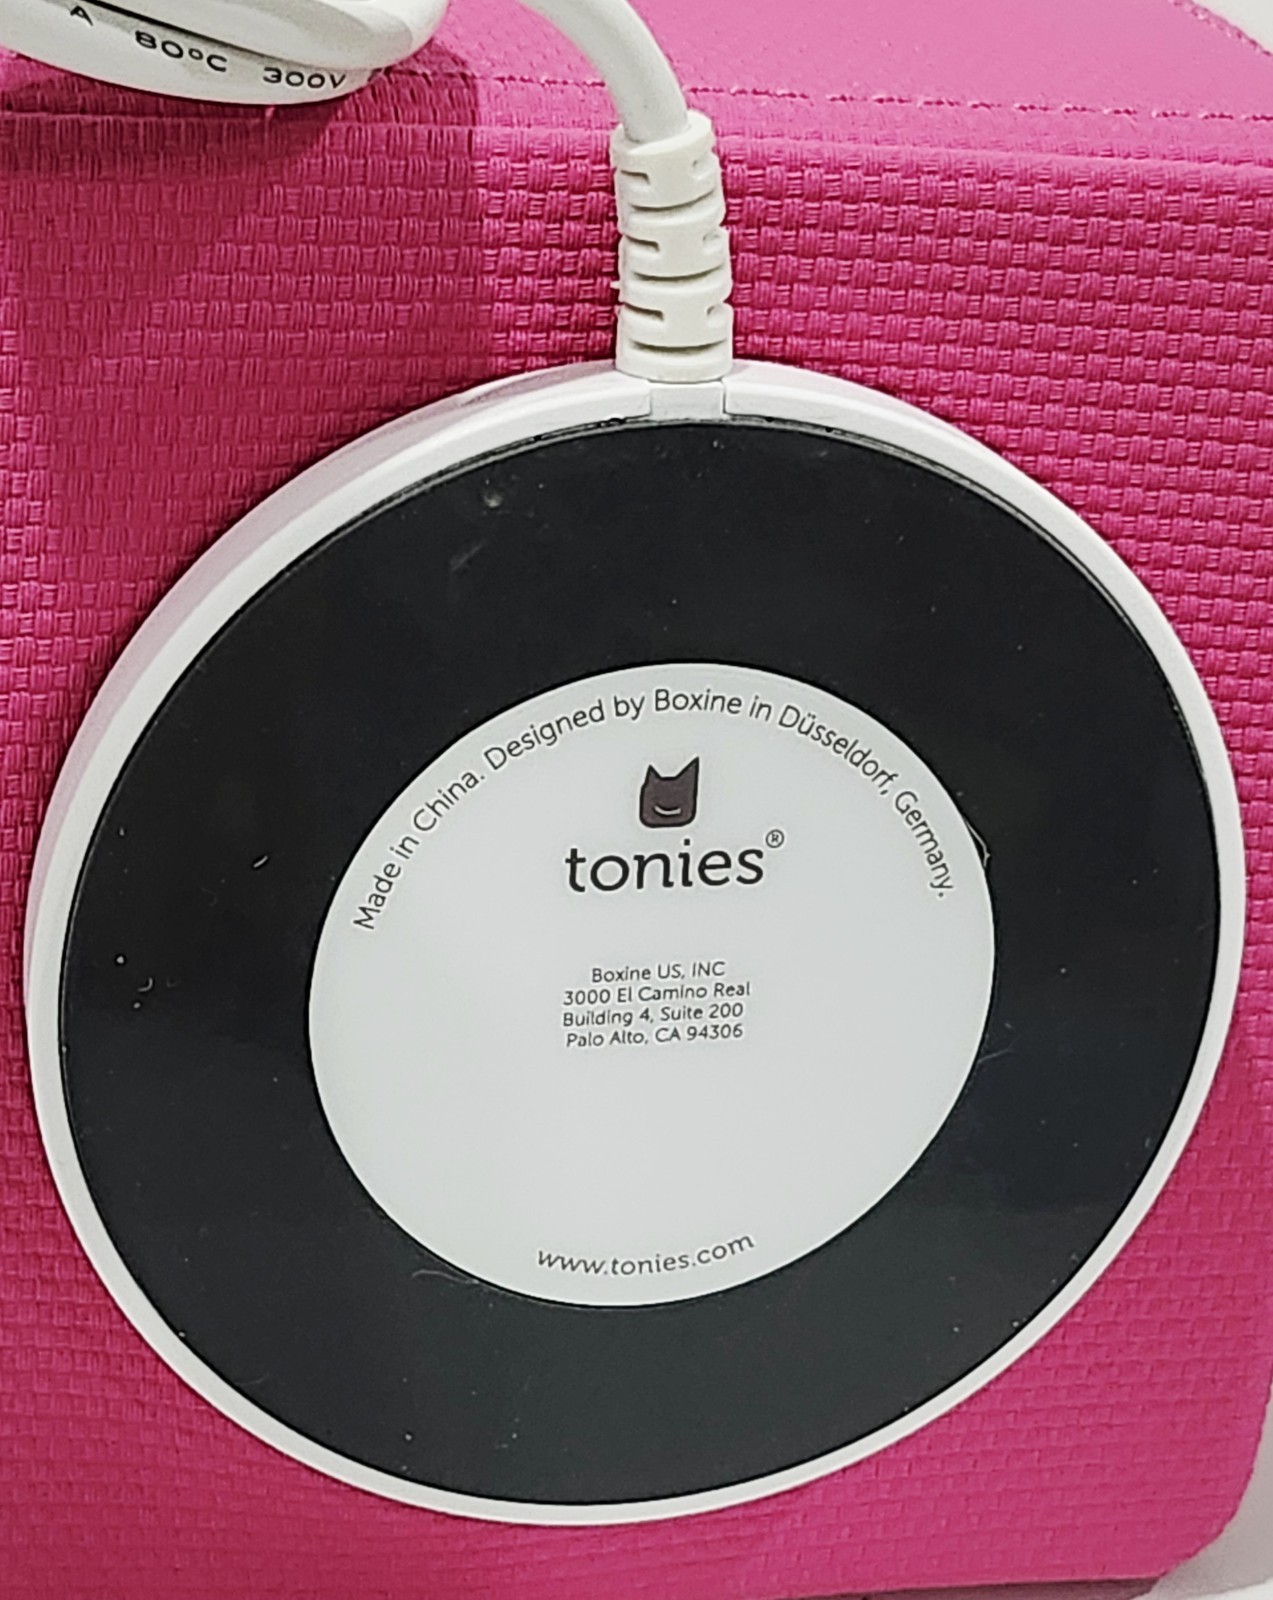 A 80°C 300V
Made in China. Designed by Boxine in Düsseldorf, Germany.
tonies®
Boxine US, INC
3000 El Camino Real
Building 4, Suite 200
Palo Alto, CA 94306
www.tonies.com